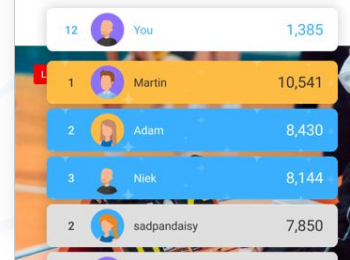 12 You 1,385
L
1 Martin 10,541
2 Adam 8,430
3 Niek 8,144
2 sadpandaisy 7,850